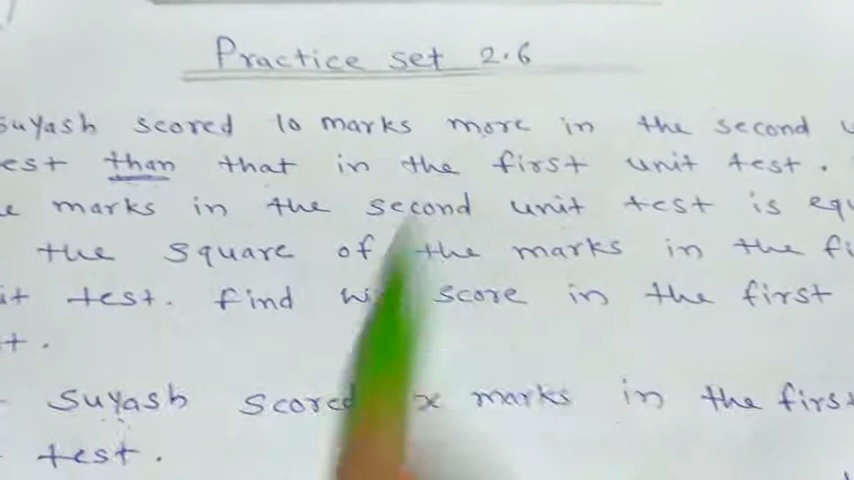 Practice set 2.6
suyash scored 10 marks more in the second
est than that in the first unit test.
marks in the second unit test is equ
the square of the marks in the fi
test. find score in the first
suyash scored x marks in the first
test.